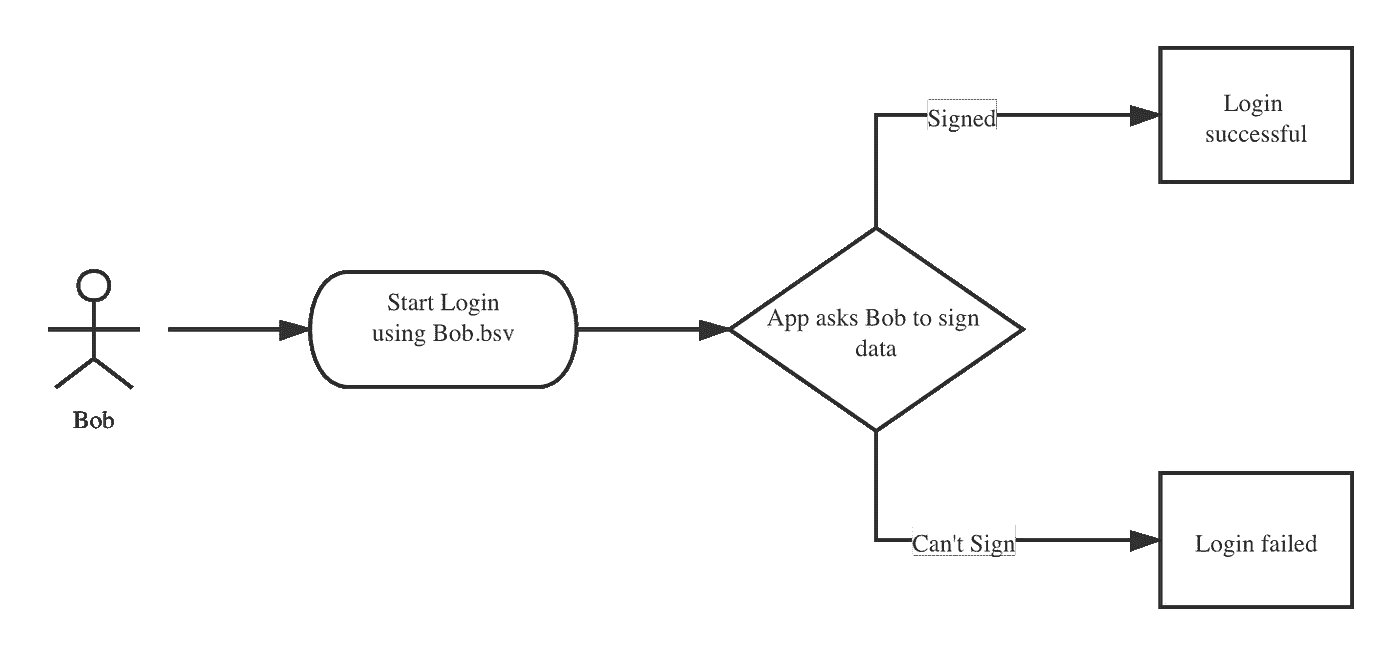 Bob
Start Login
using Bob.bsv
App asks Bob to sign
data
Signed
Login
successful
Can't Sign
Login failed